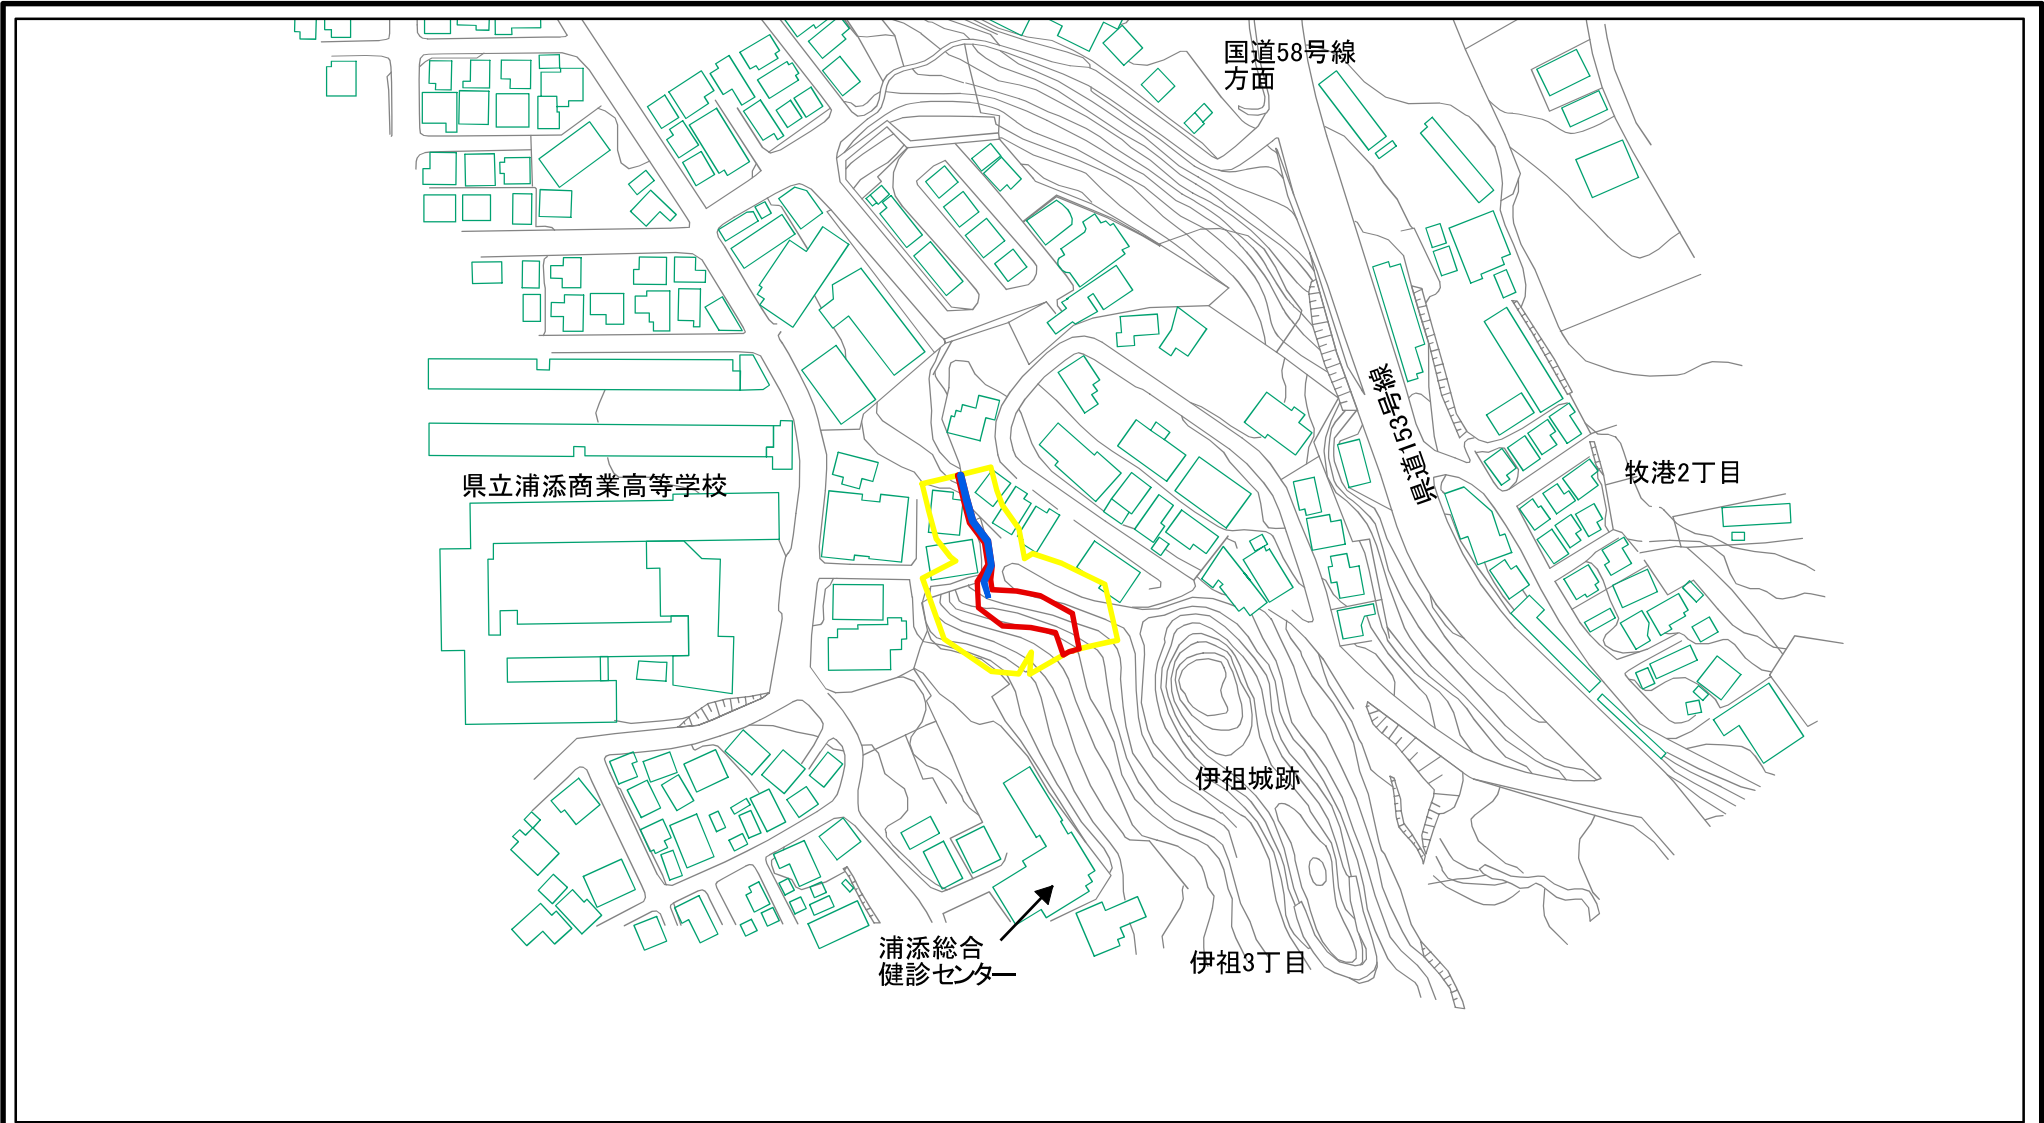 国道58号線
方面
県道153号線
牧港2丁目
県立浦添商業高等学校
伊祖城跡
浦添総合
健診センター
伊祖3丁目